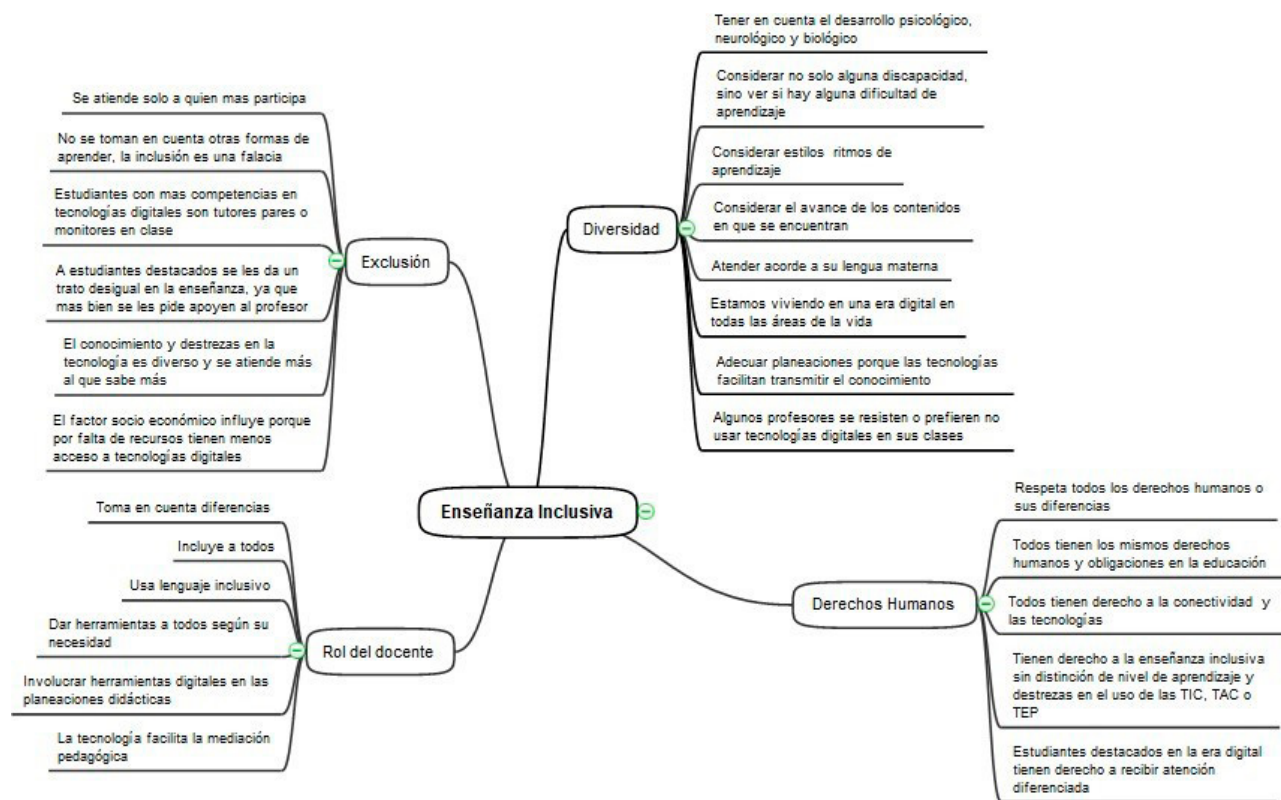 Enseñanza Inclusiva
Diversidad
Tener en cuenta el desarrollo psicológico,
neurológico y biológico
Considerar no solo alguna discapacidad,
sino ver si hay alguna dificultad de
aprendizaje
Considerar estilos ritmos de
aprendizaje
Considerar el avance de los contenidos
en que se encuentran
Atender acorde a su lengua materna
Estamos viviendo en una era digital en
todas las áreas de la vida
Adecuar planeaciones porque las tecnologías
facilitan transmitir el conocimiento
Algunos profesores se resisten o prefieren no
usar tecnologías digitales en sus clases
Derechos Humanos
Respeta todos los derechos humanos o
sus diferencias
Todos tienen los mismos derechos
humanos y obligaciones en la educación
Todos tienen derecho a la conectividad y
las tecnologías
Tienen derecho a la enseñanza inclusiva
sin distinción de nivel de aprendizaje y
destrezas en el uso de las TIC, TAC o
TEP
Estudiantes destacados en la era digital
tienen derecho a recibir atención
diferenciada
Exclusión
Se atiende solo a quien mas participa
No se toman en cuenta otras formas de
aprender, la inclusión es una falacia
Estudiantes con mas competencias en
tecnologías digitales son tutores pares o
monitores en clase
A estudiantes destacados se les da un
trato desigual en la enseñanza, ya que
mas bien se les pide apoyen al profesor
El conocimiento y destrezas en la
tecnología es diverso y se atiende más
al que sabe más
El factor socio económico influye porque
por falta de recursos tienen menos
acceso a tecnologías digitales
Rol del docente
Toma en cuenta diferencias
Incluye a todos
Usa lenguaje inclusivo
Dar herramientas a todos según su
necesidad
Involucrar herramientas digitales en las
planeaciones didácticas
La tecnología facilita la mediación
pedagógica